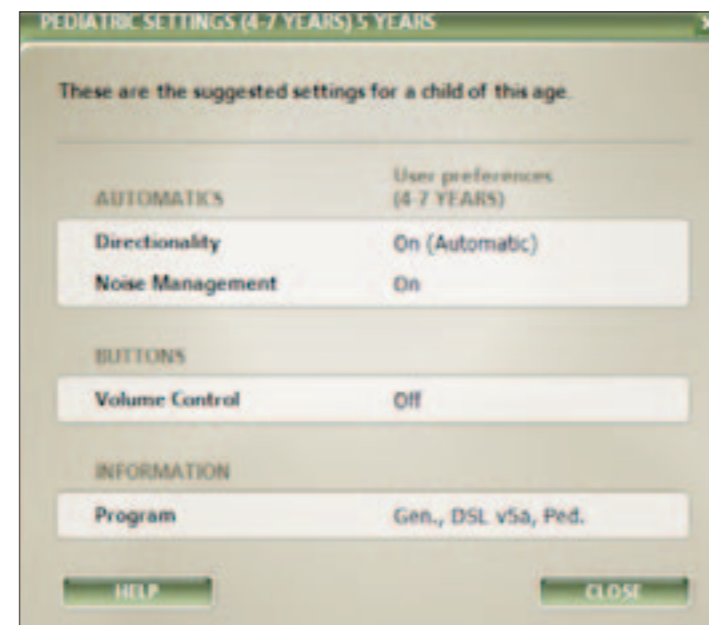 PEDIATRIC SETTINGS (4-7 YEARS) 5 YEARS x
These are the suggested settings for a child of this age.
AUTOMATICS User preferences (4-7 YEARS)
Directionality On (Automatic)
Noise Management On
BUTTONS
Volume Control Off
INFORMATION
Program Gen., DSL v5a, Ped.
HELP CLOSE